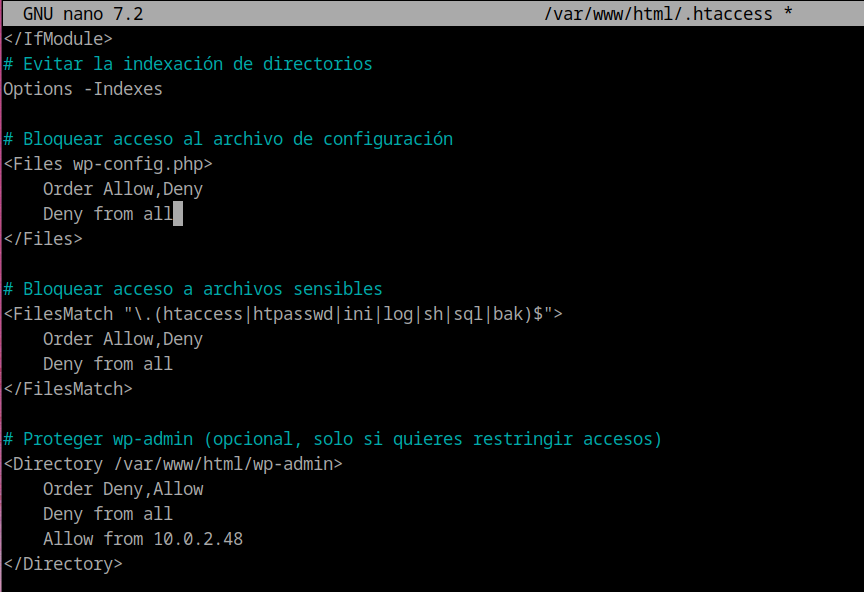 GNU nano 7.2 /var/www/html/.htaccess *
</IfModule>
# Evitar la indexación de directorios
Options -Indexes
# Bloquear acceso al archivo de configuración
<Files wp-config.php>
Order Allow,Deny
Deny from all
</Files>
# Bloquear acceso a archivos sensibles
<FilesMatch "\.(htaccess|htpasswd|ini|log|sh|sql|bak)$">
Order Allow,Deny
Deny from all
</FilesMatch>
# Proteger wp-admin (opcional, solo si quieres restringir accesos)
<Directory /var/www/html/wp-admin>
Order Deny,Allow
Deny from all
Allow from 10.0.2.48
</Directory>